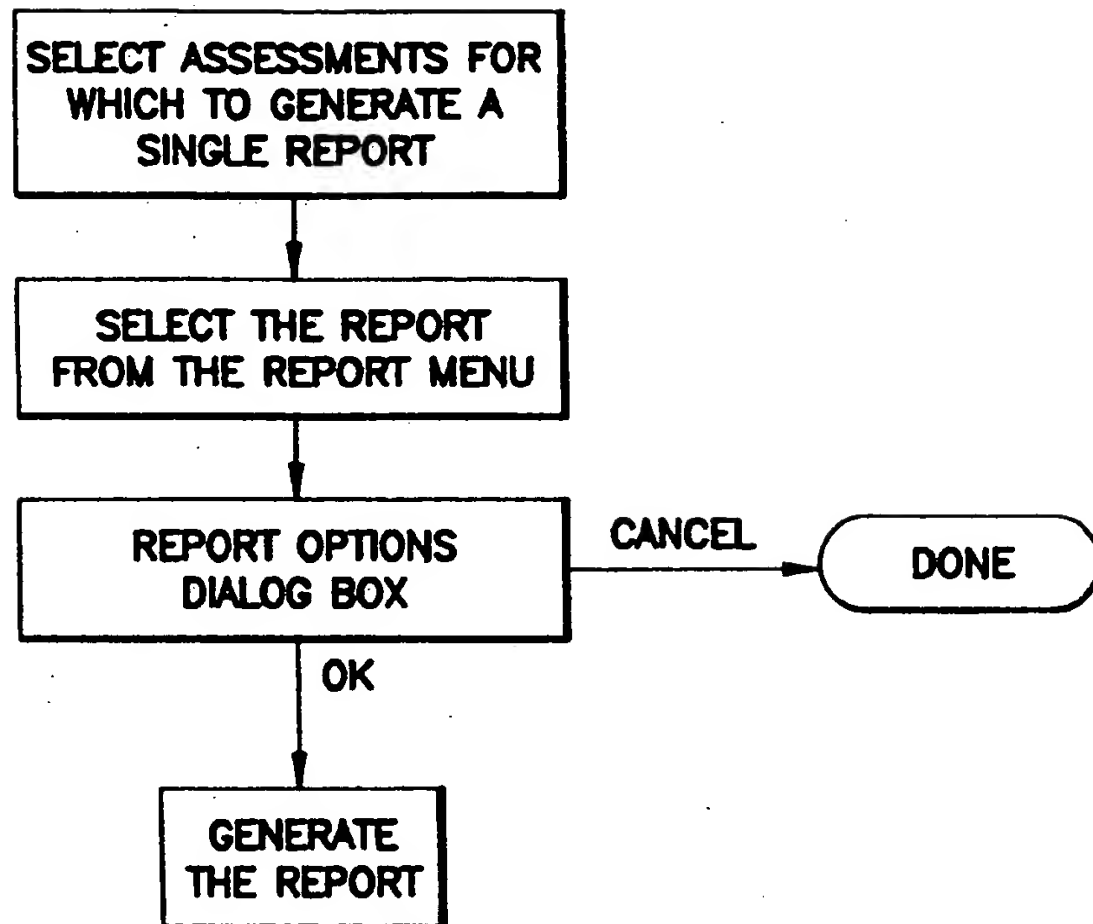 SELECT ASSESSMENTS FOR
WHICH TO GENERATE A
SINGLE REPORT
SELECT THE REPORT
FROM THE REPORT MENU
REPORT OPTIONS
DIALOG BOX
CANCEL
DONE
OK
GENERATE
THE REPORT